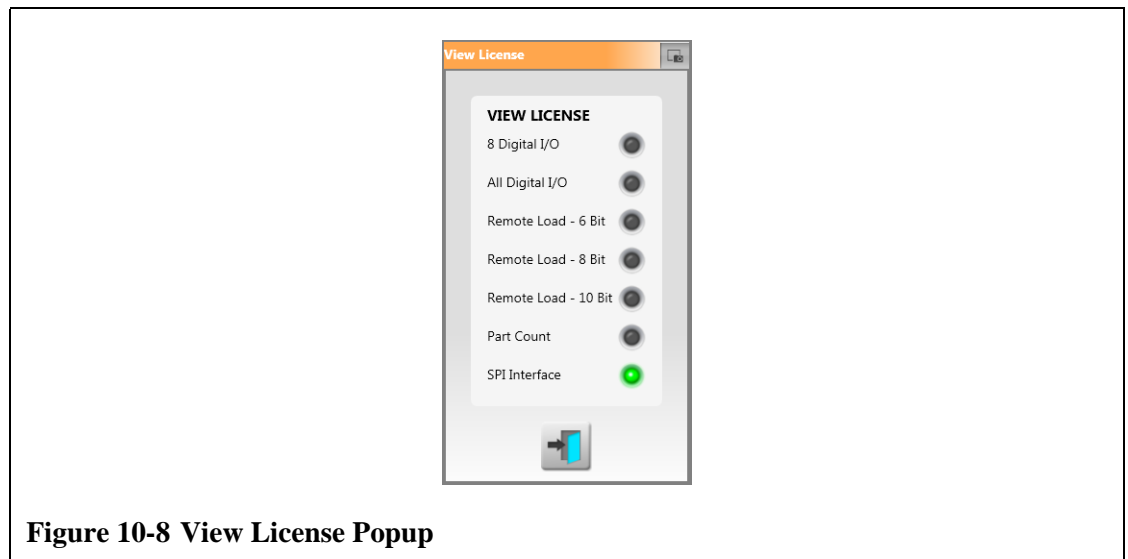 View License
VIEW LICENSE
8 Digital I/O
All Digital I/O
Remote Load - 6 Bit
Remote Load - 8 Bit
Remote Load - 10 Bit
Part Count
SPI Interface
Figure 10-8 View License Popup